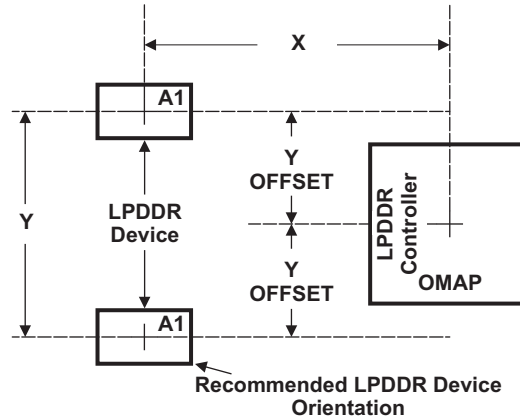 X
A1
Y
OFFSET
Y
LPDDR
Device
LPDDR
Controller
OMAP
Y
OFFSET
A1
Recommended LPDDR Device
Orientation